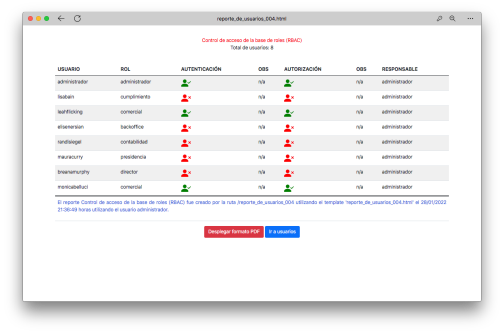 reporte_de_usuarios_004.html
Control de acceso de la base de roles (RBAC)
Total de usuarios: 8
USUARIO ROL AUTENTICACIÓN OBS AUTORIZACIÓN OBS RESPONSABLE
administrador administrador n/a n/a administrador
lisabain cumplimiento n/a n/a administrador
leahflicking comercial n/a n/a administrador
elisenersian backoffice n/a n/a administrador
randisiegel contabilidad n/a n/a administrador
mauracurry presidencia n/a n/a administrador
breanamurphy director n/a n/a administrador
monicabelluci comercial n/a n/a administrador
El reporte Control de acceso de la base de roles (RBAC) fue creado por la ruta /reporte_de_usuarios_004 utilizando el template 'reporte_de_usuarios_004.html' el 28/01/2023
21:36:49 horas utilizando el usuario administrador.
Desplegar formato PDF Ir a usuarios